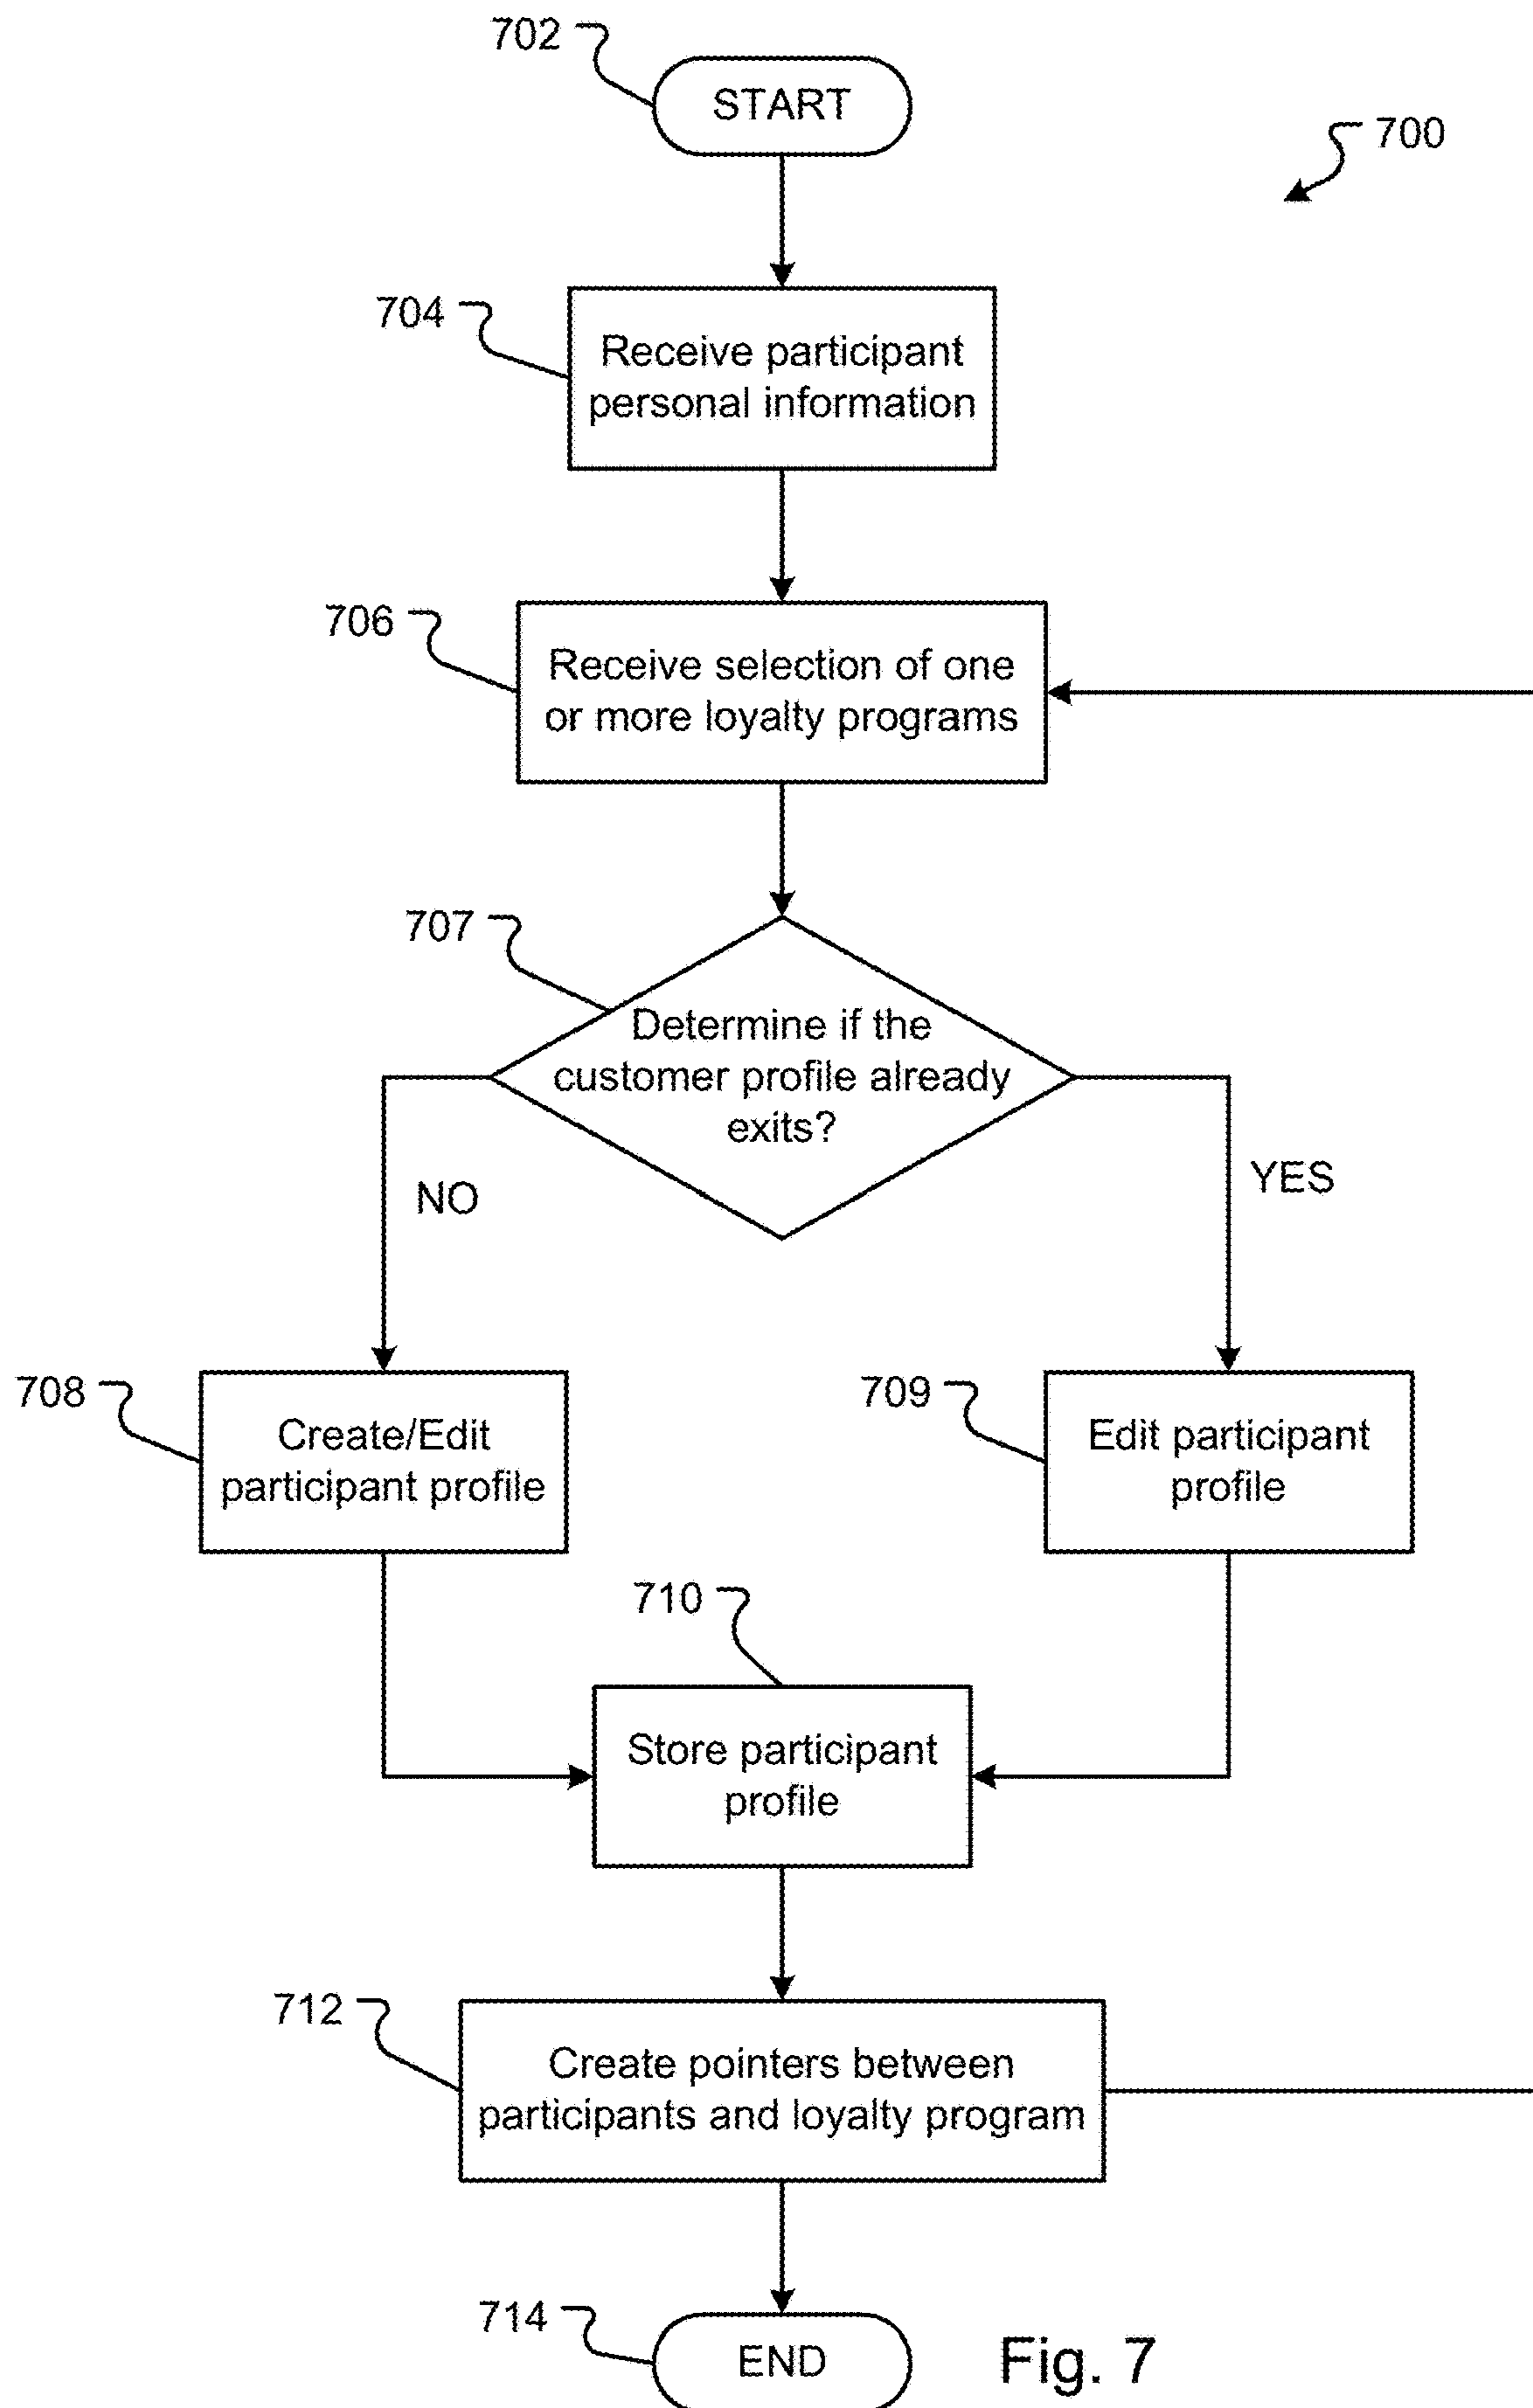 702
START
700
704
Receive participant
personal information
706
Receive selection of one
or more loyalty programs
707
Determine if the
customer profile already
exits?
NO
YES
708
Create/Edit
participant profile
709
Edit participant
profile
710
Store participant
profile
712
Create pointers between
participants and loyalty program
714
END
Fig. 7